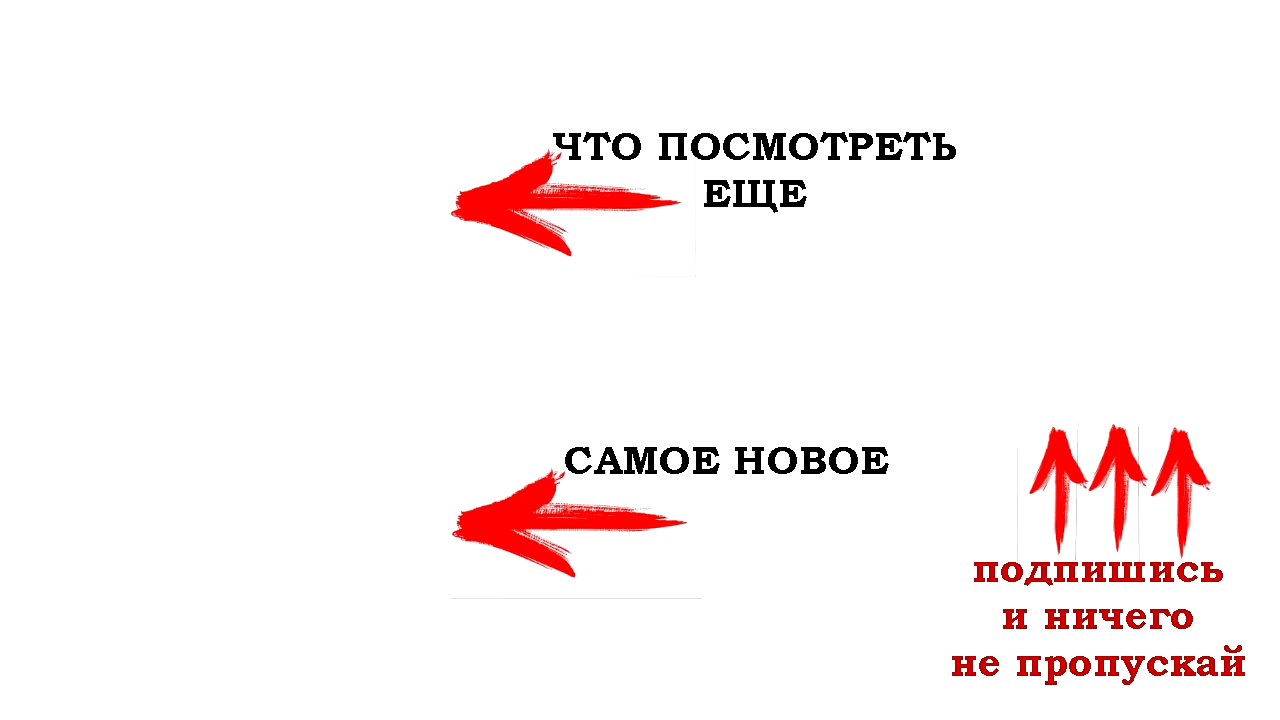 ЧТО ПОСМОТРЕТЬ
ЕЩЕ
САМОЕ НОВОЕ
подпишись
и ничего
не пропускай